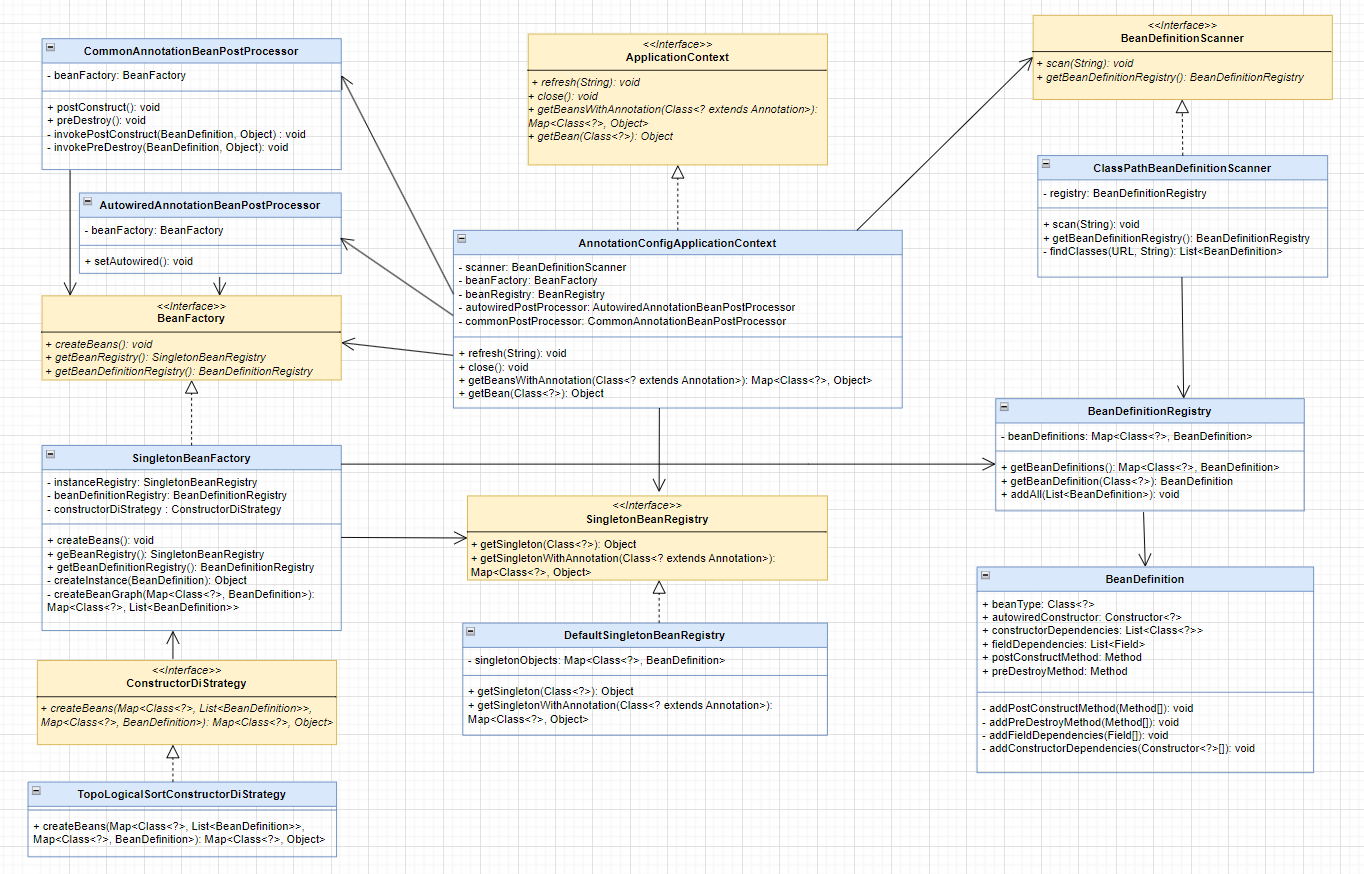 CommonAnnotationBeanPostProcessor
- beanFactory: BeanFactory
+ postConstruct(): void
+ preDestroy(): void
- invokePostConstruct(BeanDefinition, Object) : void
- invokePreDestroy(BeanDefinition, Object): void
AutowiredAnnotationBeanPostProcessor
- beanFactory: BeanFactory
+ setAutowired(): void
<<Interface>>
BeanFactory
+ createBeans(): void
+ getBeanRegistry(): SingletonBeanRegistry
+ getBeanDefinitionRegistry(): BeanDefinitionRegistry
SingletonBeanFactory
- instanceRegistry: SingletonBeanRegistry
- beanDefinitionRegistry: BeanDefinitionRegistry
- constructorDiStrategy : ConstructorDiStrategy
+ createBeans(): void
+ geBeanRegistry(): SingletonBeanRegistry
+ getBeanDefinitionRegistry(): BeanDefinitionRegistry
- createInstance(BeanDefinition): Object
- createBeanGraph(Map<Class<?>, BeanDefinition>):
Map<Class<?>, List<BeanDefinition>>
<<Interface>>
ConstructorDiStrategy
+ createBeans(Map<Class<?>, List<BeanDefinition>>,
Map<Class<?>, BeanDefinition>): Map<Class<?>, Object>
TopoLogicalSortConstructorDiStrategy
+ createBeans(Map<Class<?>, List<BeanDefinition>>,
Map<Class<?>, BeanDefinition>): Map<Class<?>, Object>
<<Interface>>
ApplicationContext
+ refresh(String): void
+ close(): void
+ getBeansWithAnnotation(Class<? extends Annotation>):
Map<Class<?>, Object>
+ getBean(Class<?>): Object
AnnotationConfigApplicationContext
- scanner: BeanDefinitionScanner
- beanFactory: BeanFactory
- beanRegistry: BeanRegistry
- autowiredPostProcessor: AutowiredAnnotationBeanPostProcessor
- commonPostProcessor: CommonAnnotationBeanPostProcessor
+ refresh(String): void
+ close(): void
+ getBeansWithAnnotation(Class<? extends Annotation>): Map<Class<?>, Object>
+ getBean(Class<?>): Object
<<Interface>>
SingletonBeanRegistry
+ getSingleton(Class<?>): Object
+ getSingletonWithAnnotation(Class<? extends Annotation>):
Map<Class<?>, Object>
DefaultSingletonBeanRegistry
- singletonObjects: Map<Class<?>, BeanDefinition>
+ getSingleton(Class<?>): Object
+ getSingletonWithAnnotation(Class<? extends Annotation>):
Map<Class<?>, Object>
<<Interface>>
BeanDefinitionScanner
+ scan(String): void
+ getBeanDefinitionRegistry(): BeanDefinitionRegistry
ClassPathBeanDefinitionScanner
- registry: BeanDefinitionRegistry
+ scan(String): void
+ getBeanDefinitionRegistry(): BeanDefinitionRegistry
- findClasses(URL, String): List<BeanDefinition>
BeanDefinitionRegistry
- beanDefinitions: Map<Class<?>, BeanDefinition>
+ getBeanDefinitions(): Map<Class<?>, BeanDefinition>
+ getBeanDefinition(Class<?>): BeanDefinition
+ addAll(List<BeanDefinition>): void
BeanDefinition
+ beanType: Class<?>
+ autowiredConstructor: Constructor<?>
+ constructorDependencies: List<Class<?>>
+ fieldDependencies: List<Field>
+ postConstructMethod: Method
+ preDestroyMethod: Method
- addPostConstructMethod(Method[]): void
- addPreDestroyMethod(Method[]): void
- addFieldDependencies(Field[]): void
- addConstructorDependencies(Constructor<?>[]): void